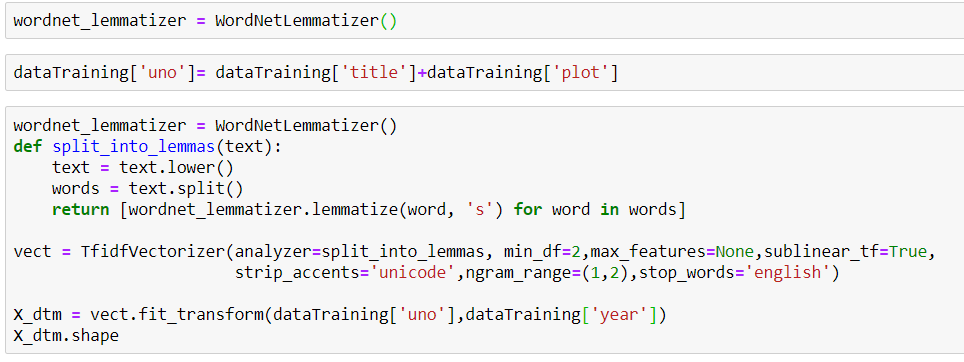 wordnet_lemmatizer = WordNetLemmatizer()
dataTraining['uno']= dataTraining['title']+dataTraining['plot']
wordnet_lemmatizer = WordNetLemmatizer()
def split_into_lemmas(text):
    text = text.lower()
    words = text.split()
    return [wordnet_lemmatizer.lemmatize(word, 's') for word in words]
vect = TfidfVectorizer(analyzer=split_into_lemmas, min_df=2,max_features=None,sublinear_tf=True,
                       strip_accents='unicode',ngram_range=(1,2),stop_words='english')
X_dtm = vect.fit_transform(dataTraining['uno'],dataTraining['year'])
X_dtm.shape